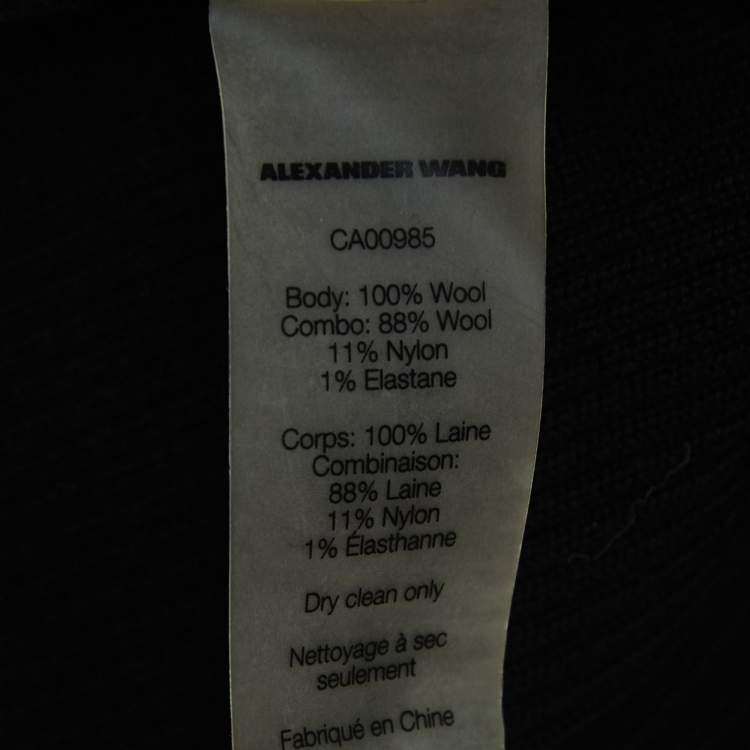 ALEXANDER WANG
CA00985
Body: 100% Wool
Combo: 88% Wool
11% Nylon
1% Elastane
Corps: 100% Laine
Combinaison:
88% Laine
11% Nylon
1% Élasthanne
Dry clean only
Nettoyage à sec
seulement
Fabriqué en Chine